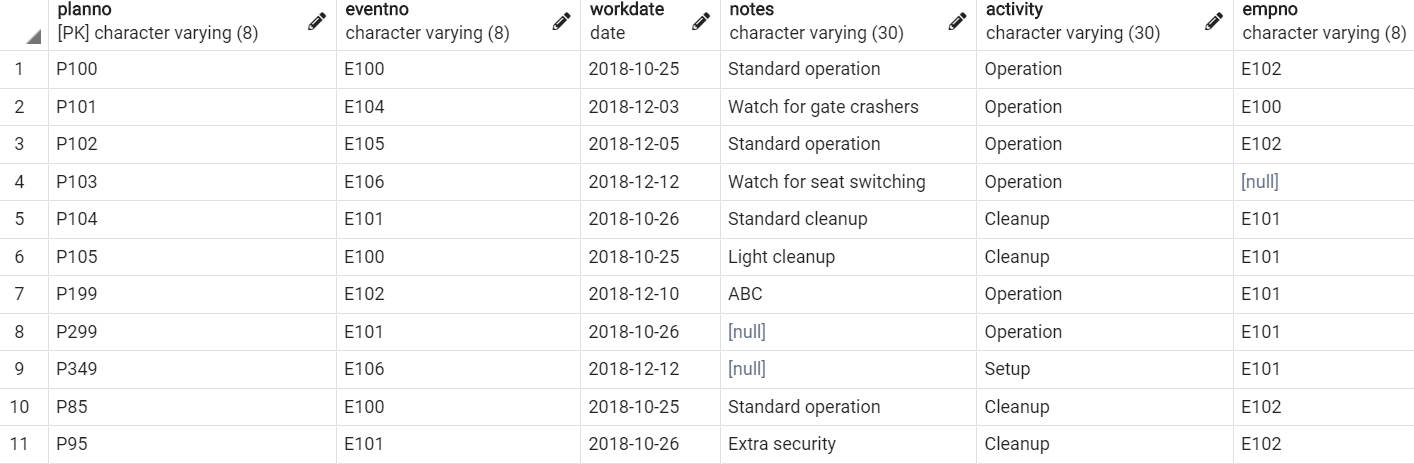 planno eventno workdate notes activity empno
[PK] character varying (8) character varying (8) date character varying (30) character varying (30) character varying (8)
1 P100 E100 2018-10-25 Standard operation Operation E102
2 P101 E104 2018-12-03 Watch for gate crashers Operation E100
3 P102 E105 2018-12-05 Standard operation Operation E102
4 P103 E106 2018-12-12 Watch for seat switching Operation [null]
5 P104 E101 2018-10-26 Standard cleanup Cleanup E101
6 P105 E100 2018-10-25 Light cleanup Cleanup E101
7 P199 E102 2018-12-10 ABC Operation E101
8 P299 E101 2018-10-26 [null] Operation E101
9 P349 E106 2018-12-12 [null] Setup E101
10 P85 E100 2018-10-25 Standard operation Cleanup E102
11 P95 E101 2018-10-26 Extra security Cleanup E102